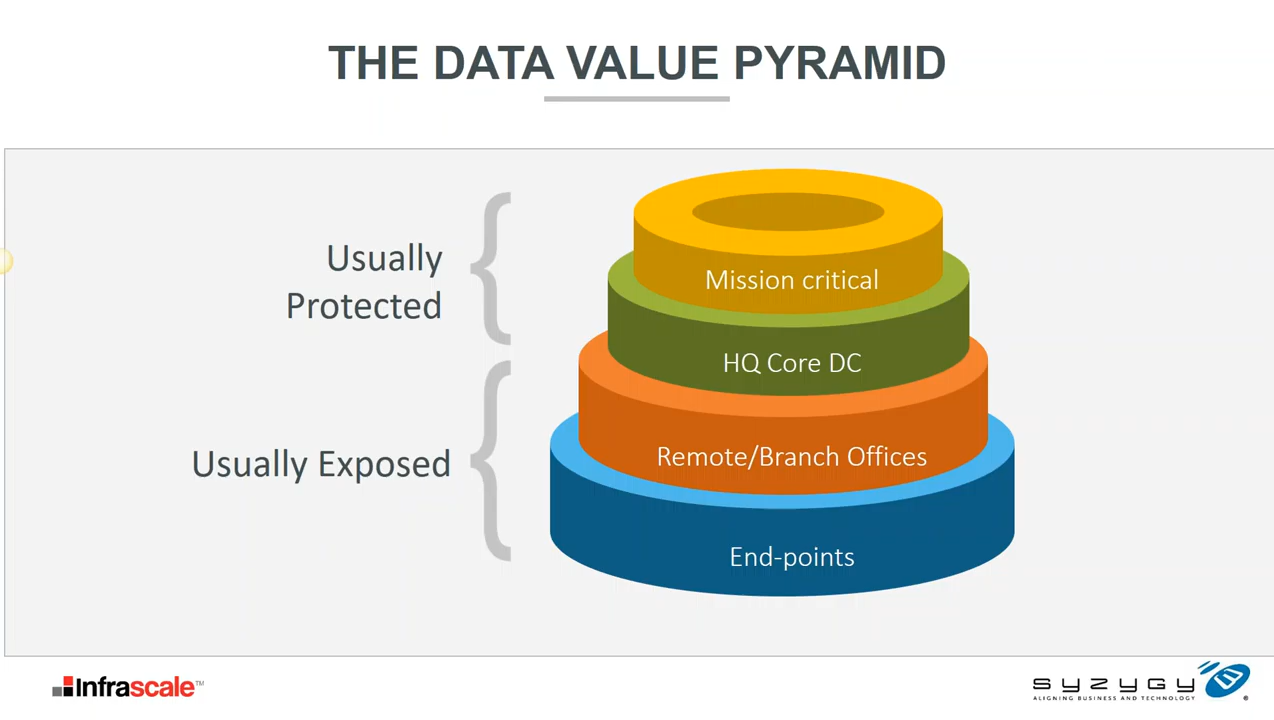 THE DATA VALUE PYRAMID
Usually
Protected
Usually Exposed
Mission critical
HQ Core DC
Remote/Branch Offices
End-points
Infrascale™
SYZYGY
ALIGNING BUSINESS AND TECHNOLOGY
®